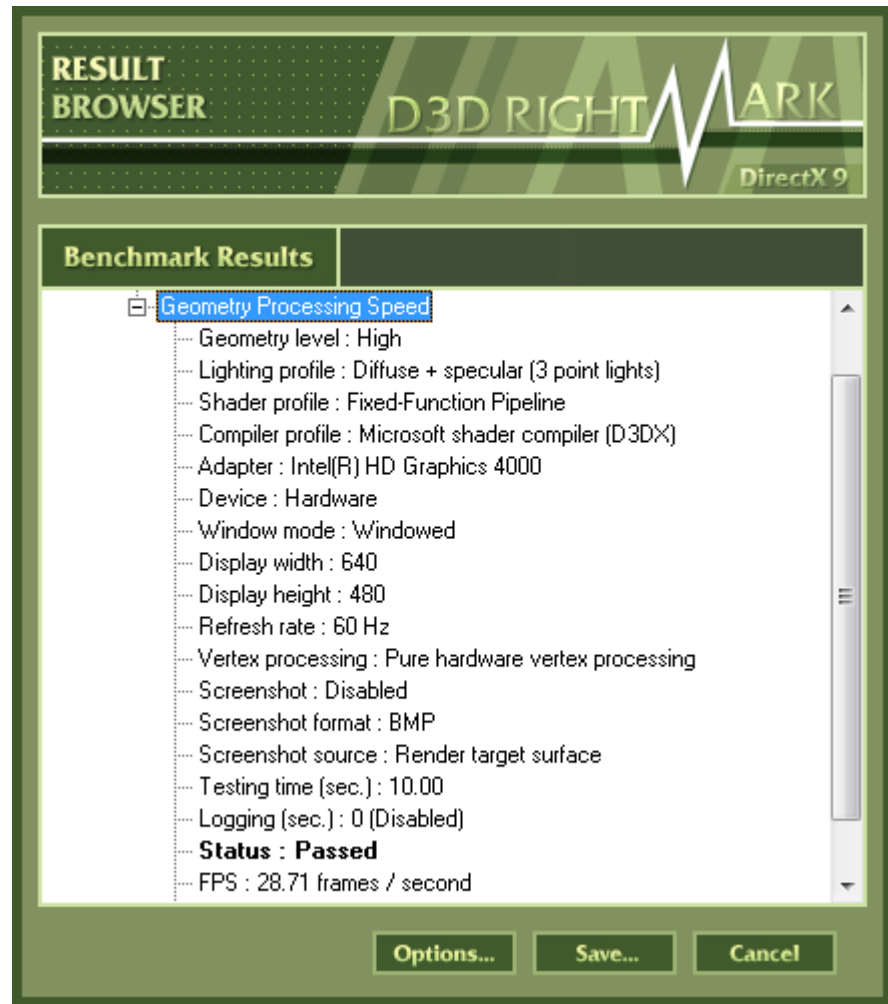 RESULT
BROWSER
D3D RIGHTMARK
DirectX 9
Benchmark Results
Geometry Processing Speed
Geometry level : High
Lighting profile : Diffuse + specular (3 point lights)
Shader profile : Fixed-Function Pipeline
Compiler profile : Microsoft shader compiler (D3DX)
Adapter : Intel(R) HD Graphics 4000
Device : Hardware
Window mode : Windowed
Display width : 640
Display height : 480
Refresh rate : 60 Hz
Vertex processing : Pure hardware vertex processing
Screenshot : Disabled
Screenshot format : BMP
Screenshot source : Render target surface
Testing time (sec.) : 10.00
Logging (sec.) : 0 (Disabled)
Status : Passed
FPS : 28.71 frames / second
Options... Save... Cancel